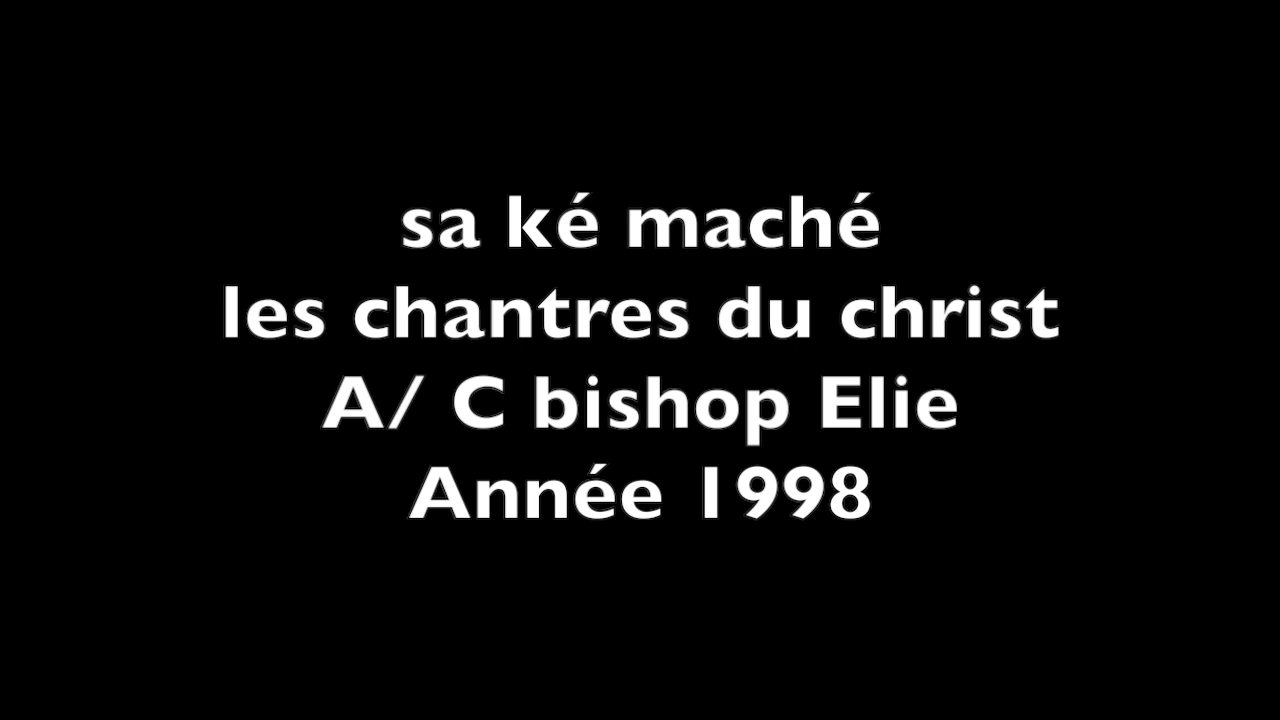 sa ké maché
les chantres du christ
A/ C bishop Elie
Année 1998